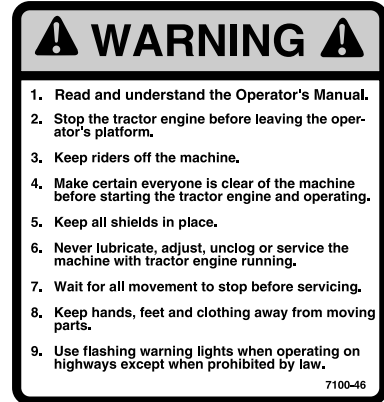 WARNING
1. Read and understand the Operator's Manual.
2. Stop the tractor engine before leaving the oper-
ator's platform.
3. Keep riders off the machine.
4. Make certain everyone is clear of the machine
before starting the tractor engine and operating.
5. Keep all shields in place.
6. Never lubricate, adjust, unclog or service the
machine with tractor engine running.
7. Wait for all movement to stop before servicing.
8. Keep hands, feet and clothing away from moving
parts.
9. Use flashing warning lights when operating on
highways except when prohibited by law.
7100-46